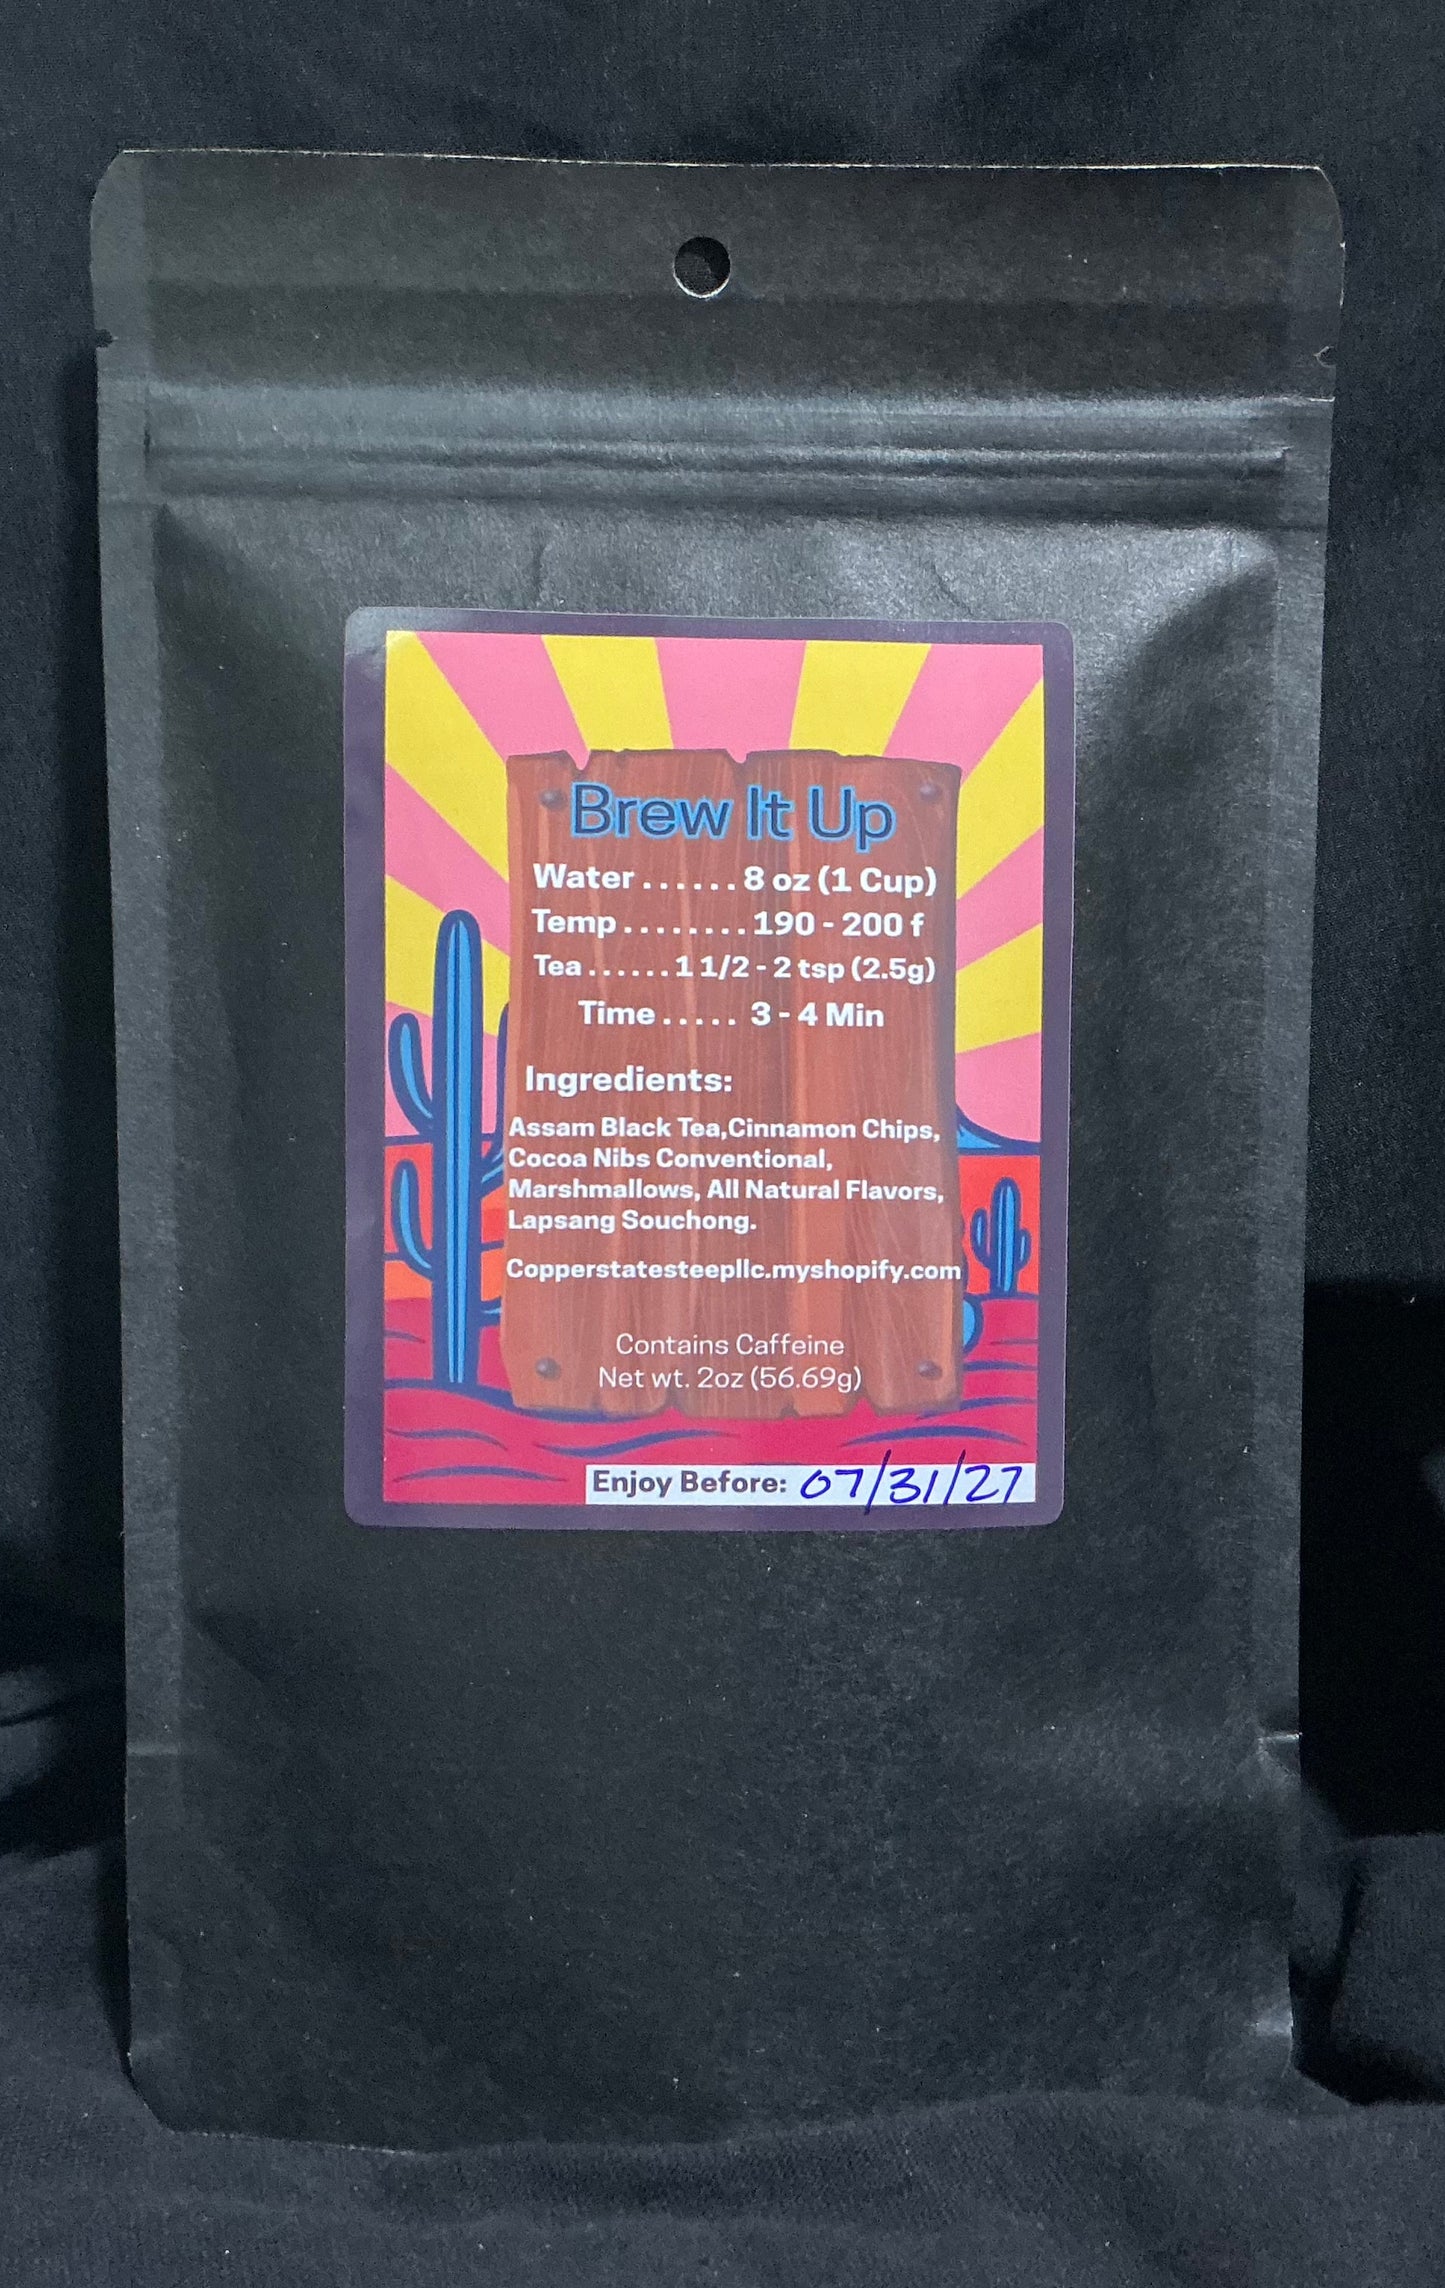 Brew It Up
Water ...... 8 oz (1 Cup)
Temp ........ 190 - 200 f
Tea ...... 1 1/2 - 2 tsp (2.5g)
Time ..... 3 - 4 Min
Ingredients:
Assam Black Tea,Cinnamon Chips,
Cocoa Nibs Conventional,
Marshmallows, All Natural Flavors,
Lapsang Souchong.
Copperstatesteepllc.myshopify.com
Contains Caffeine
Net wt. 2oz (56.69g)
Enjoy Before: 07/31/27